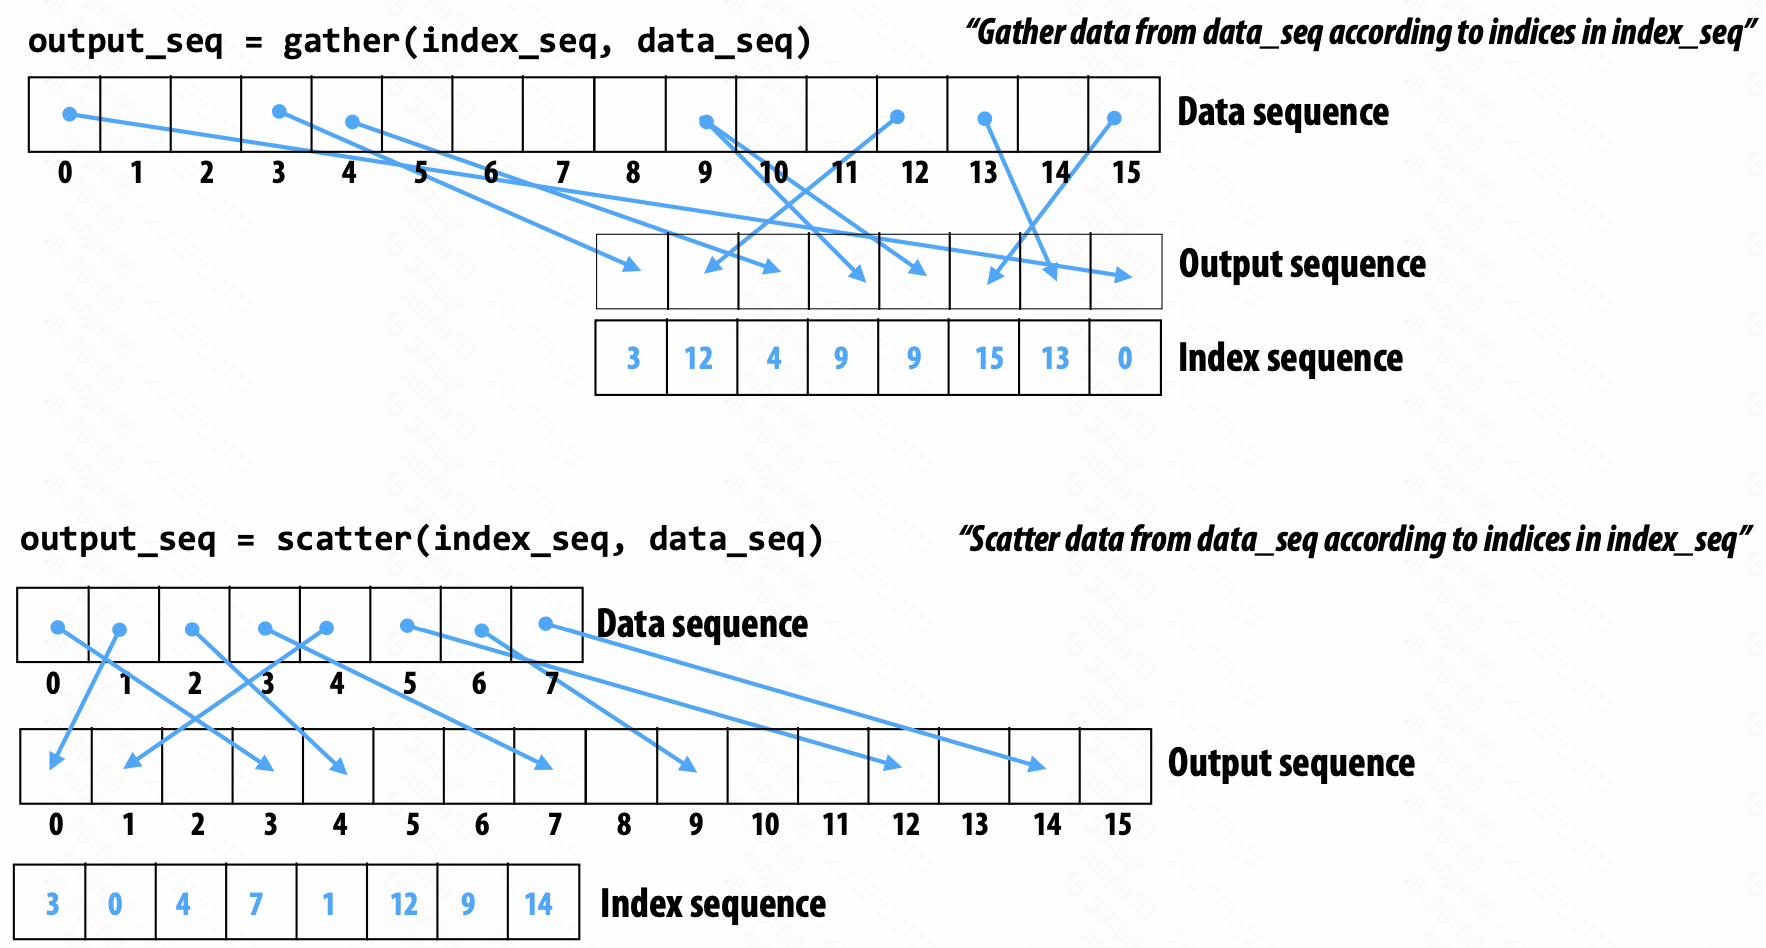 output_seq = gather(index_seq, data_seq)
“Gather data from data_seq according to indices in index_seq”
Data sequence
0 1 2 3 4 5 6 7 8 9 10 11 12 13 14 15
Output sequence
3 12 4 9 9 15 13 0
Index sequence
output_seq = scatter(index_seq, data_seq)
“Scatter data from data_seq according to indices in index_seq”
Data sequence
0 1 2 3 4 5 6 7
Output sequence
0 1 2 3 4 5 6 7 8 9 10 11 12 13 14 15
3 0 4 7 1 12 9 14
Index sequence